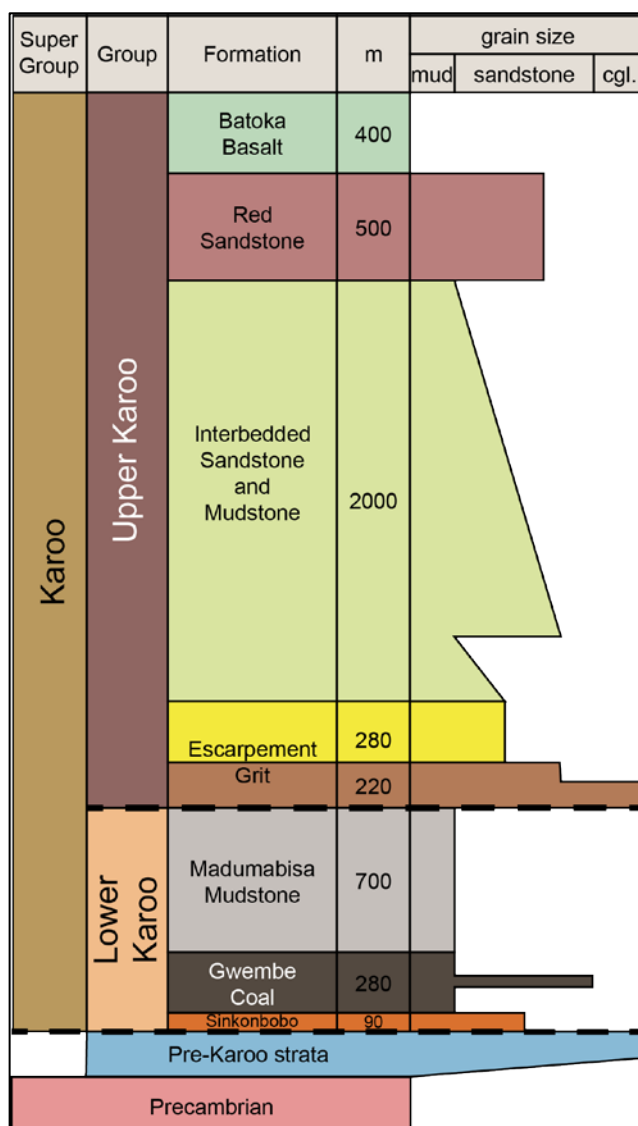 Super
Group
Group
Formation
m
grain size
mud
sandstone
cgl.
Karoo
Upper Karoo
Batoka
Basalt
400
Red
Sandstone
500
Interbedded
Sandstone
and
Mudstone
2000
Escarpement
Grit
280
220
Lower
Karoo
Madumabisa
Mudstone
700
Gwembe
Coal
280
Sinkonbobo
90
Pre-Karoo strata
Precambrian